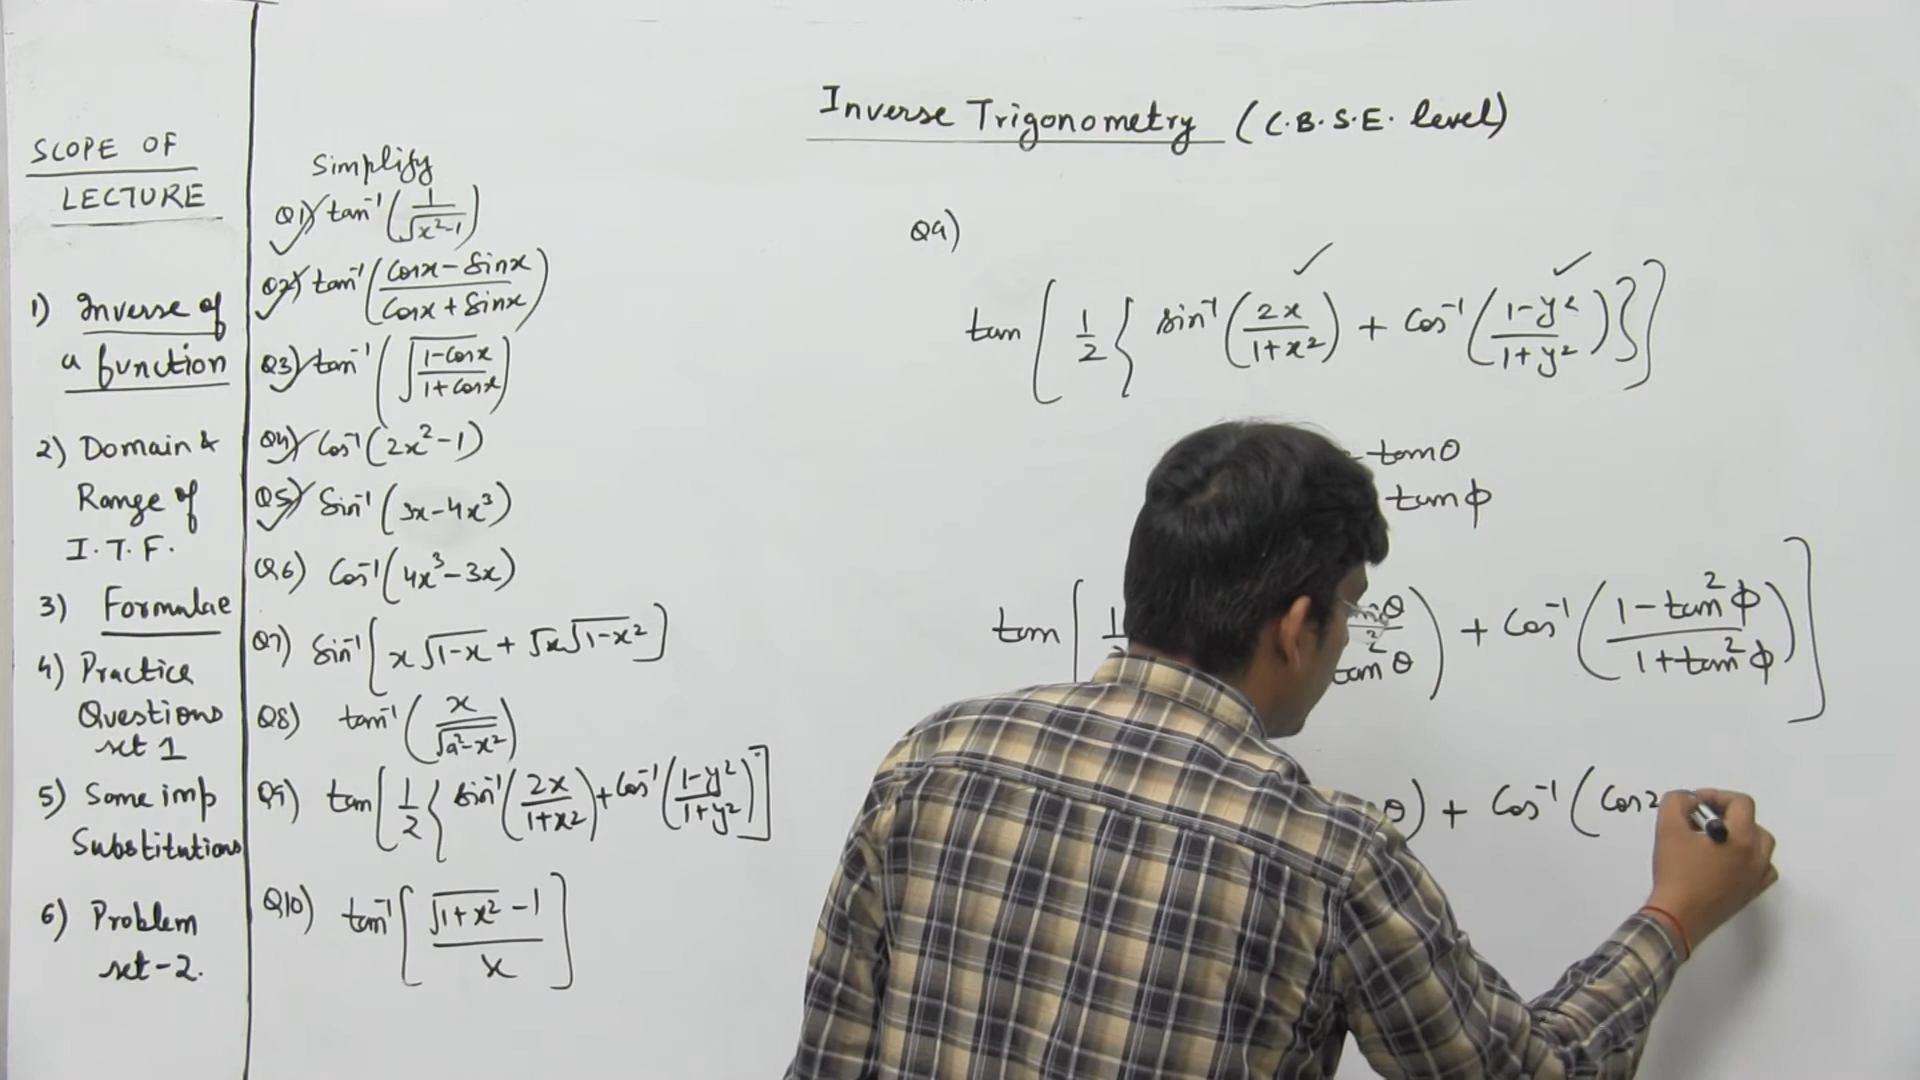 SCOPE OF
LECTURE
1) Inverse of
a function
2) Domain &
Range of
I.T.F.
3) Formulae
4) Practice
Questions
set 1
5) Some imp
Substitutions
6) Problem
set-2.
Simplify
Q1) tan⁻¹(1/√(x²-1))
Q2) tan⁻¹((Cosx - Sinx)/(Cosx + Sinx))
Q3) tan⁻¹(√((1-Cosx)/(1+Cosx)))
Q4) Cos⁻¹(2x²-1)
Q5) Sin⁻¹(3x-4x³)
Q6) Cos⁻¹(4x³-3x)
Q7) Sin⁻¹[x√(1-x) + √x√(1-x²)]
Q8) tan⁻¹(x/√(a²-x²))
Q9) tan[1/2{sin⁻¹(2x/(1+x²)) + Cos⁻¹((1-y²)/(1+y²))]
Q10) tan⁻¹[(√(1+x²) - 1)/x]
Inverse Trigonometry (C.B.S.E. level)
Q9)
tan[1/2{sin⁻¹(2x/(1+x²)) + Cos⁻¹((1-y²)/(1+y²))}]
tanθ
tanφ
tan[ θ / tan²θ) + Cos⁻¹((1-tan²φ)/(1+tan²φ))]
θ) + Cos⁻¹(Cos2